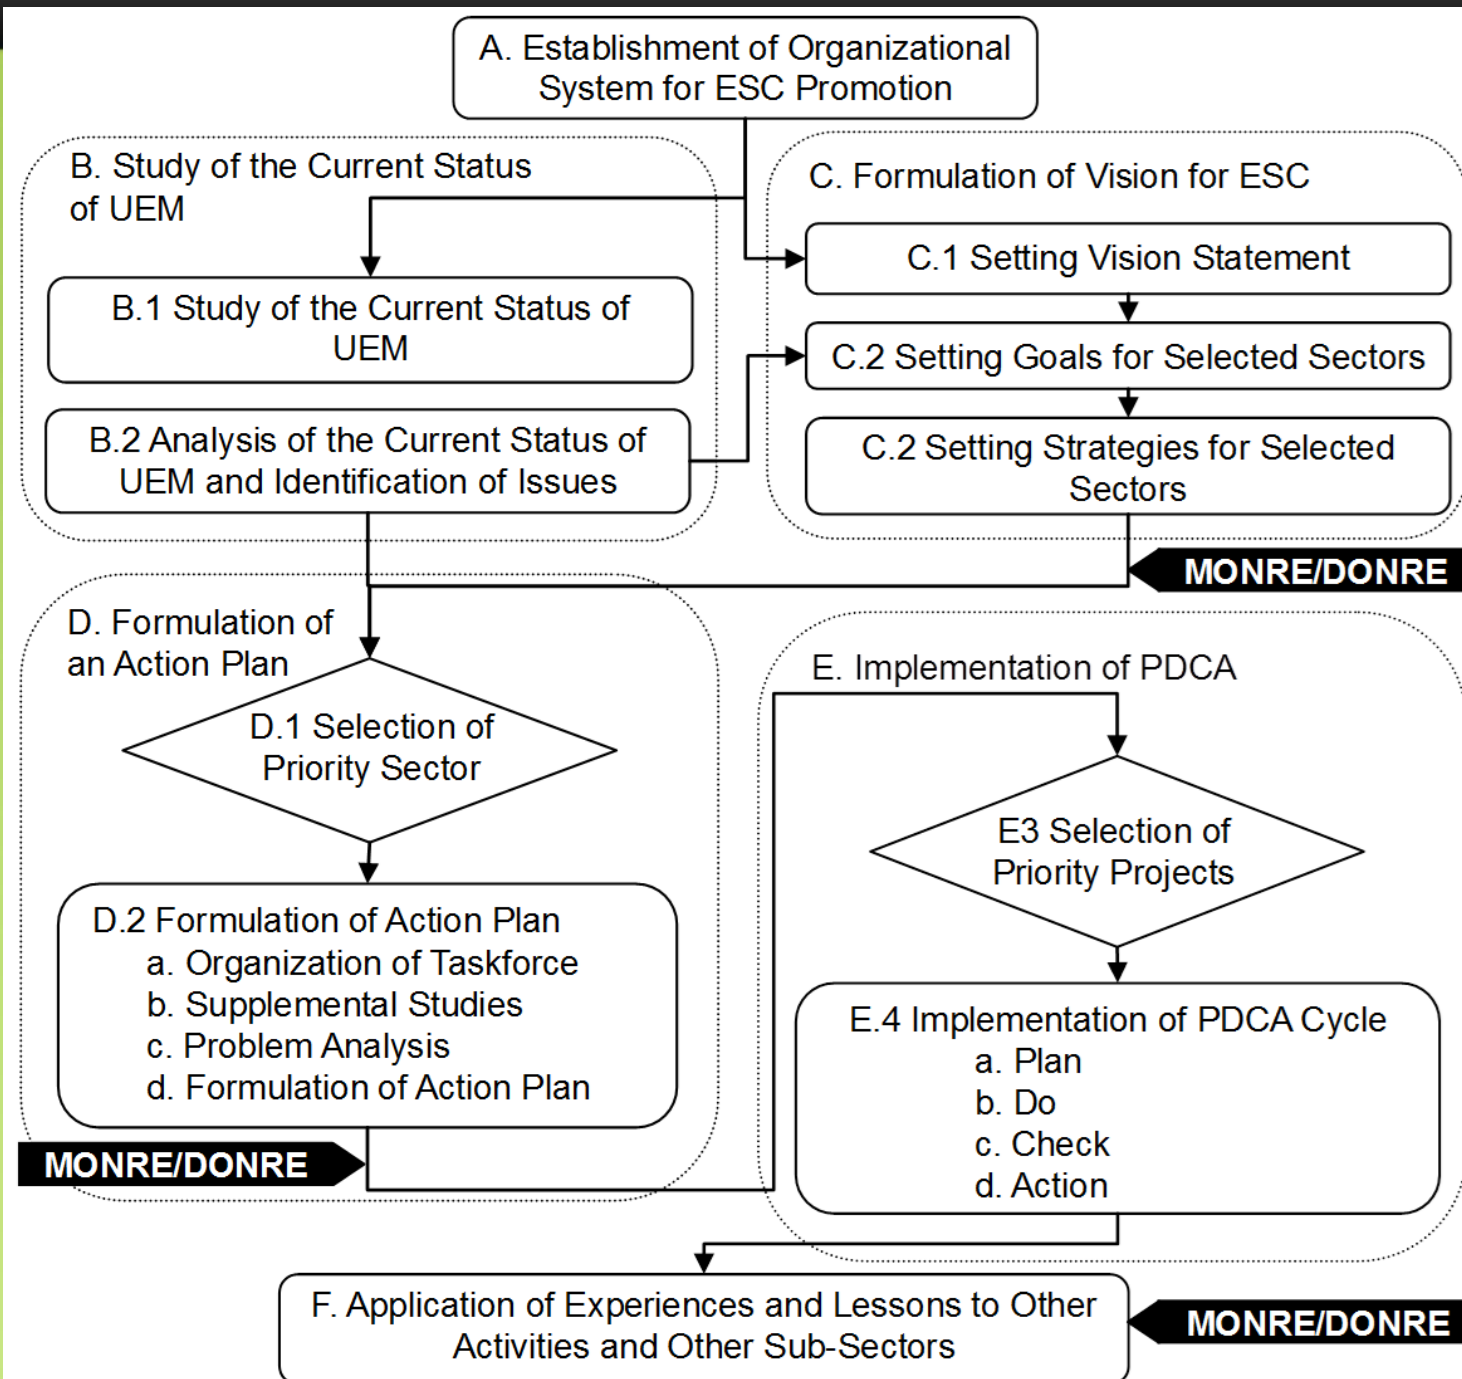 A. Establishment of Organizational
System for ESC Promotion
B. Study of the Current Status
of UEM
B.1 Study of the Current Status of
UEM
B.2 Analysis of the Current Status of
UEM and Identification of Issues
C. Formulation of Vision for ESC
C.1 Setting Vision Statement
C.2 Setting Goals for Selected Sectors
C.2 Setting Strategies for Selected
Sectors
MONRE/DONRE
D. Formulation of
an Action Plan
D.1 Selection of
Priority Sector
D.2 Formulation of Action Plan
a. Organization of Taskforce
b. Supplemental Studies
c. Problem Analysis
d. Formulation of Action Plan
MONRE/DONRE
E. Implementation of PDCA
E3 Selection of
Priority Projects
E.4 Implementation of PDCA Cycle
a. Plan
b. Do
c. Check
d. Action
F. Application of Experiences and Lessons to Other
Activities and Other Sub-Sectors
MONRE/DONRE